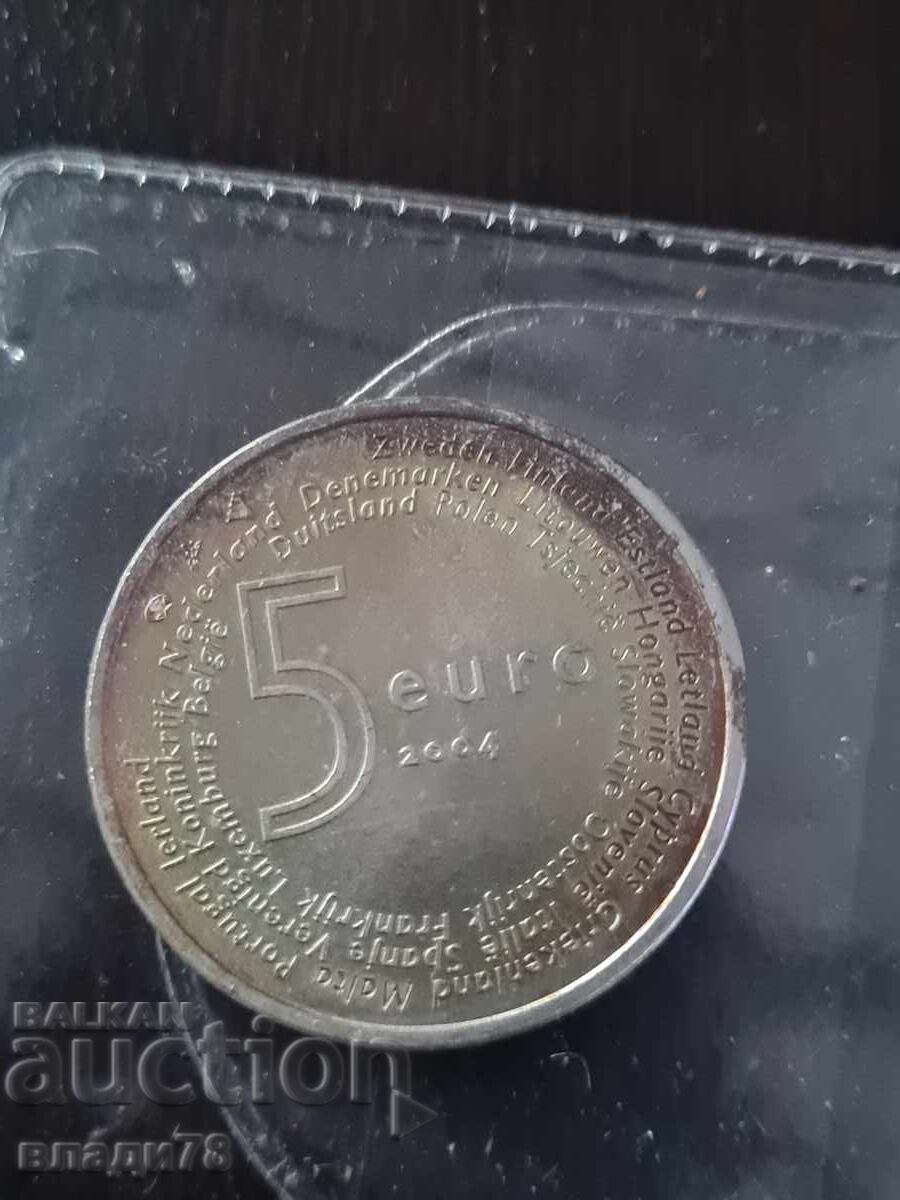 Zweden Finland Estland Letland Cyprus Griekenland Malta Portugal Ierland
Nederland Denemarken Litouwen Hongarije Slovenië Italië Spanje Verenigd Koninkrijk
Duitsland Polen Tsjechië Slowakije Oostenrijk Frankrijk Luxemburg België
5 euro
2004
BALKAN
auction
влади78